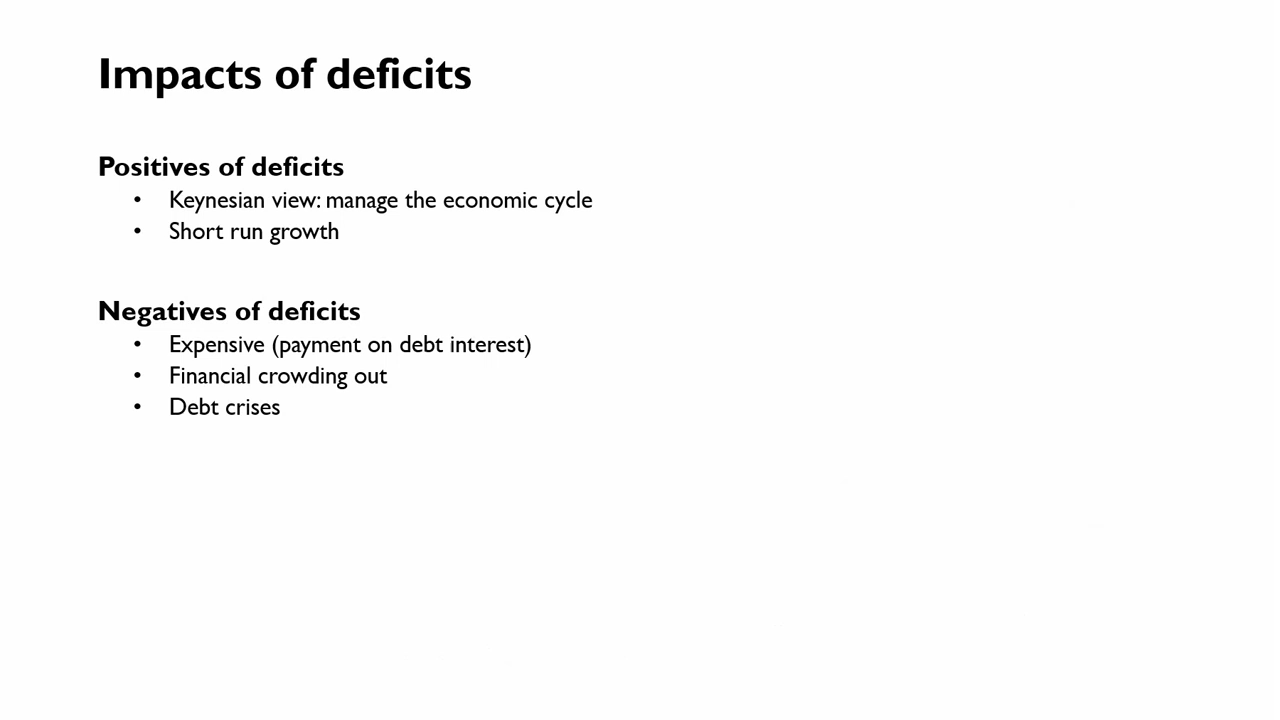 Impacts of deficits
Positives of deficits
• Keynesian view: manage the economic cycle
• Short run growth
Negatives of deficits
• Expensive (payment on debt interest)
• Financial crowding out
• Debt crises